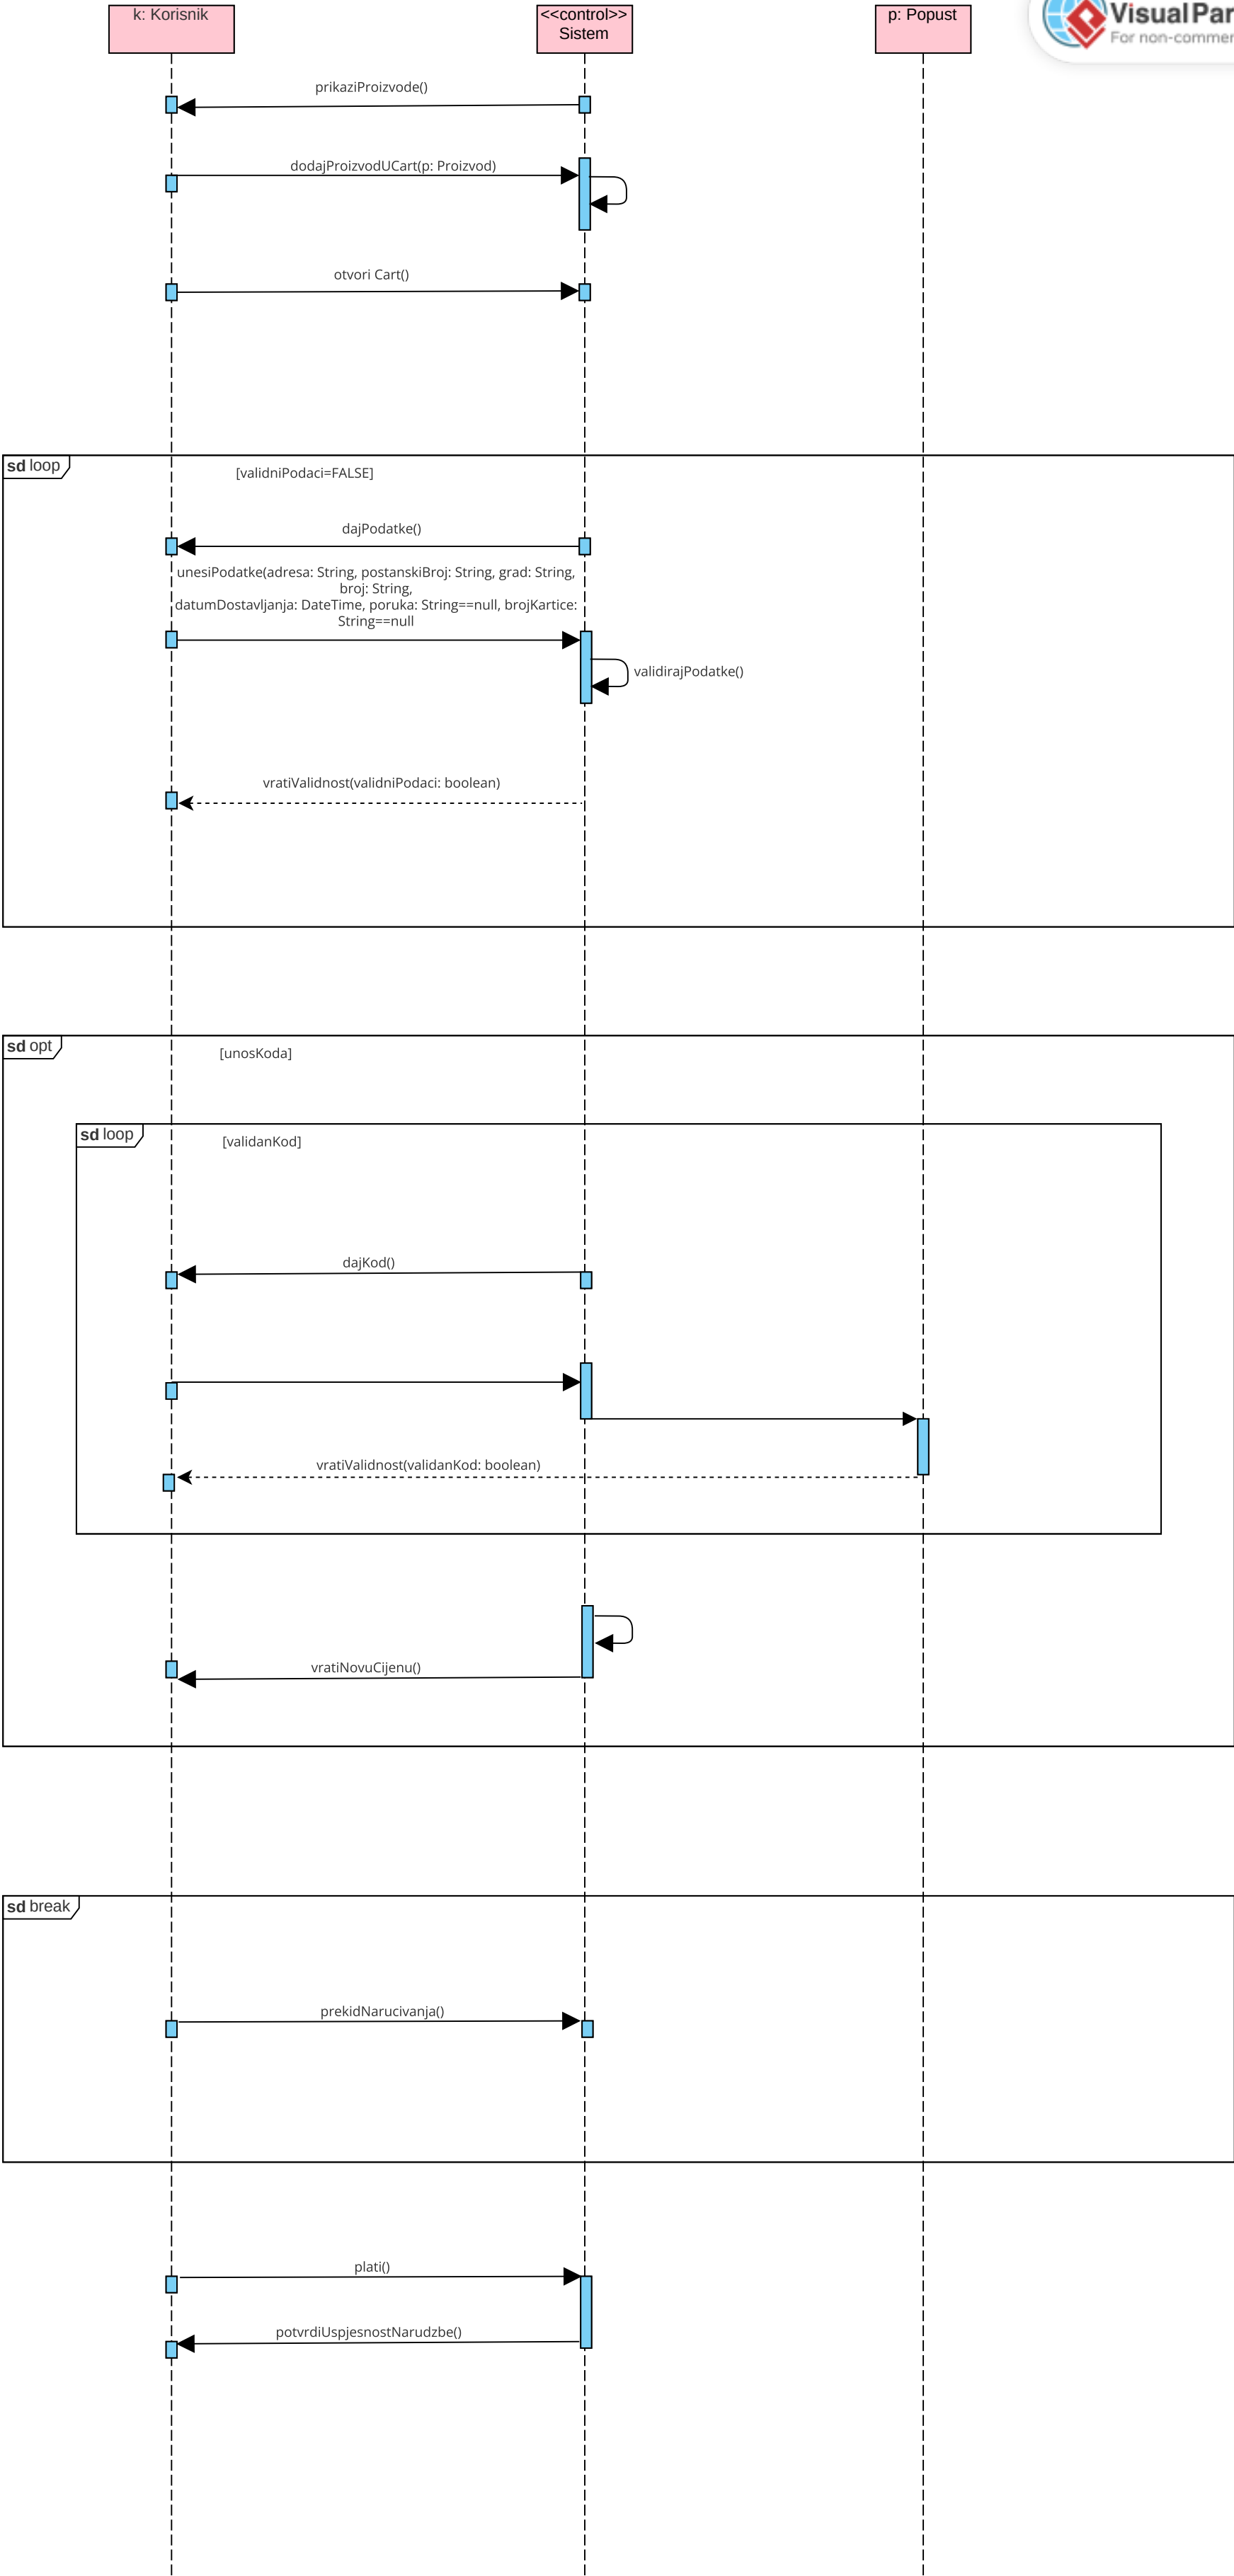 k: Korisnik
<<control>>
Sistem
p: Popust
VisualPar
For non-commer
prikaziProizvode()
dodajProizvodUCart(p: Proizvod)
otvori Cart()
sd loop
[validniPodaci=FALSE]
dajPodatke()
unesiPodatke(adresa: String, postanskiBroj: String, grad: String,
broj: String,
datumDostavljanja: DateTime, poruka: String==null, brojKartice:
String==null
validirajPodatke()
vratiValidnost(validniPodaci: boolean)
sd opt
[unosKoda]
sd loop
[validanKod]
dajKod()
vratiValidnost(validanKod: boolean)
vratiNovuCijenu()
sd break
prekidNarucivanja()
plati()
potvrdiUspjesnostNarudzbe()